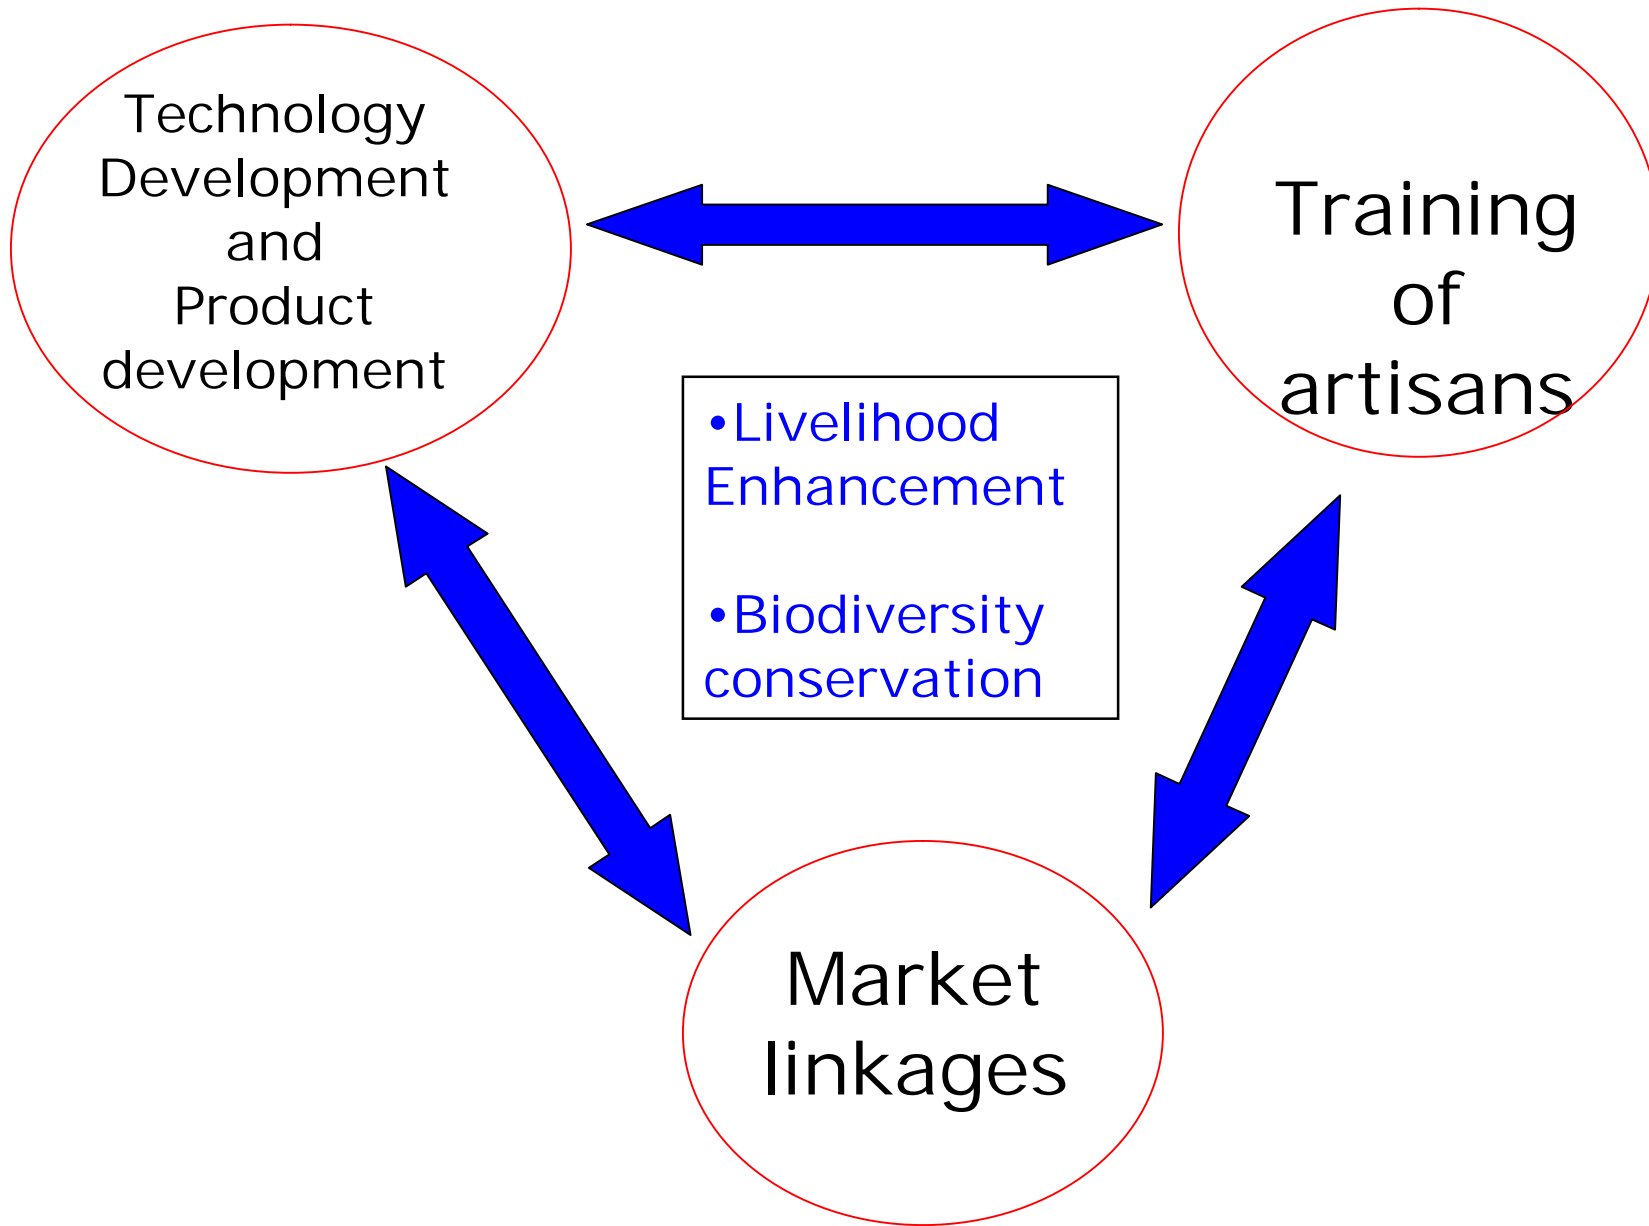 Technology
Development
and
Product
development
Training
of
artisans
•Livelihood
Enhancement
•Biodiversity
conservation
Market
linkages